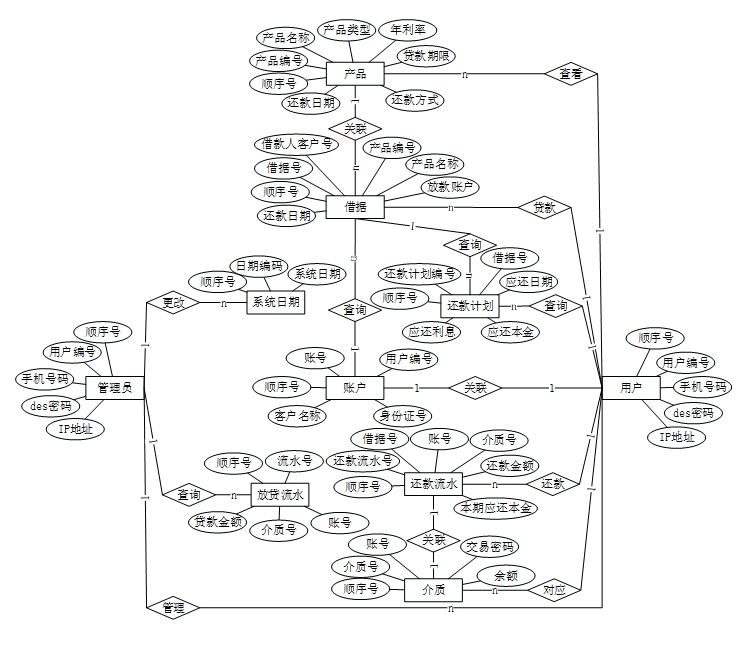 产品类型
产品名称
年利率
产品编号
贷款期限
产品
n
查看
顺序号
还款日期
1
还款方式
关联
借款人客户号
产品编号
n
借据号
产品名称
顺序号
放款账户
借据
n
贷款
还款日期
1
1
查询
日期编码
系统日期
n
还款计划编号
借据号
顺序号
应还日期
n
更改
n
系统日期
查询
顺序号
还款计划
n
查询
1
应还利息
应还本金
顺序号
1
1
1
用户编号
账号
用户编号
顺序号
手机号码
管理员
顺序号
账户
1
关联
1
用户
用户编号
手机号码
des密码
客户名称
身份证号
des密码
IP地址
借据号
账号
介质号
1
IP地址
1
顺序号
流水号
还款流水号
还款金额
查询
n
放贷流水
顺序号
还款流水
n
还款
1
1
贷款金额
介质号
账号
1
本期应还本金
账号
关联
交易密码
介质号
1
余额
顺序号
介质
n
对应
管理
n